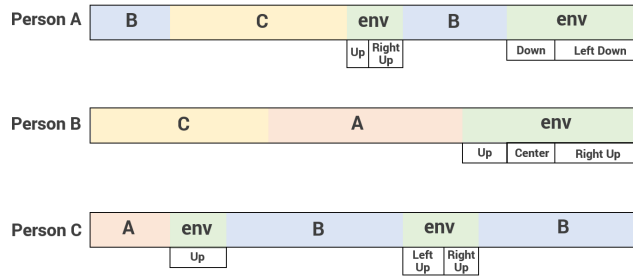 Person A B C env B env
Up Right Up Down Left Down
Person B C A env
Up Center Right Up
Person C A env B env B
Up Left Up Right Up